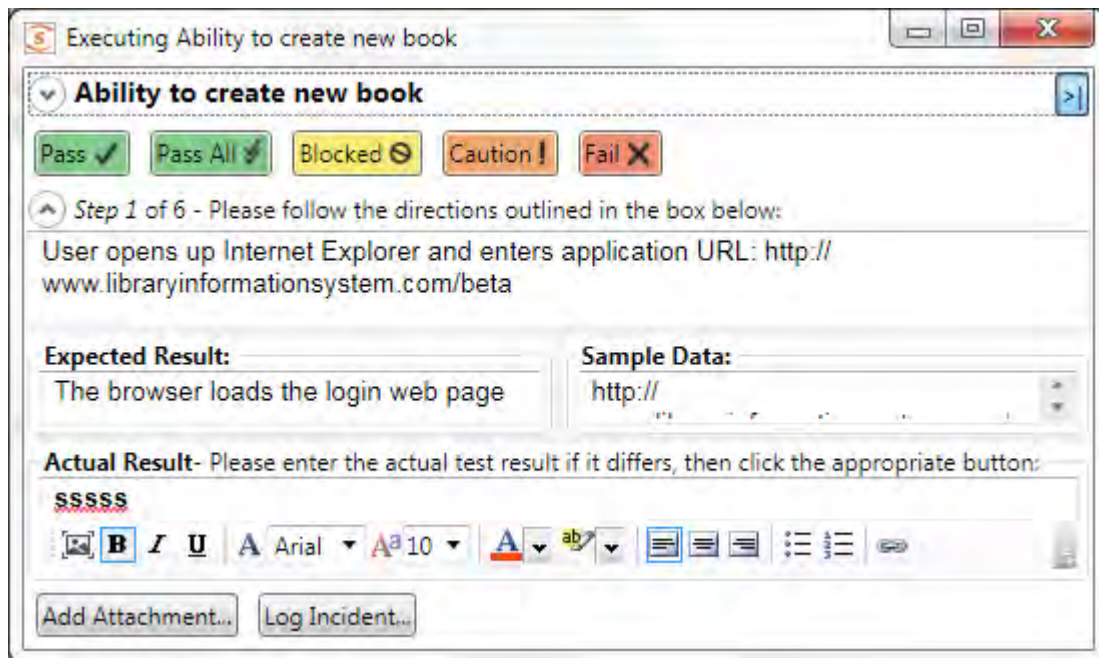 Executing Ability to create new book
Ability to create new book
Pass
Pass All
Blocked
Caution !
Fail
Step 1 of 6 - Please follow the directions outlined in the box below:
User opens up Internet Explorer and enters application URL: http://
www.libraryinformationsystem.com/beta
Expected Result:
Sample Data:
The browser loads the login web page
http://
Actual Result- Please enter the actual test result if it differs, then click the appropriate button:
sssss
B I U A Arial Aa 10 A ab
Add Attachment...
Log Incident...